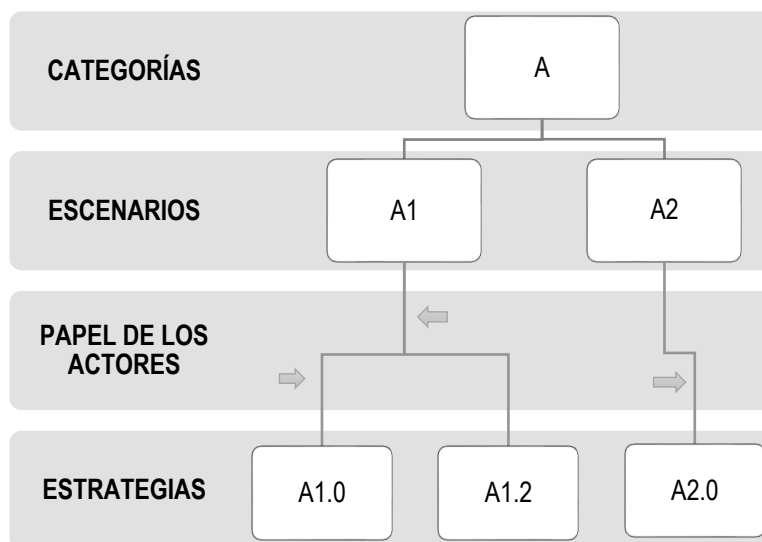 CATEGORÍAS
A
ESCENARIOS
A1
A2
PAPEL DE LOS
ACTORES
ESTRATEGIAS
A1.0
A1.2
A2.0